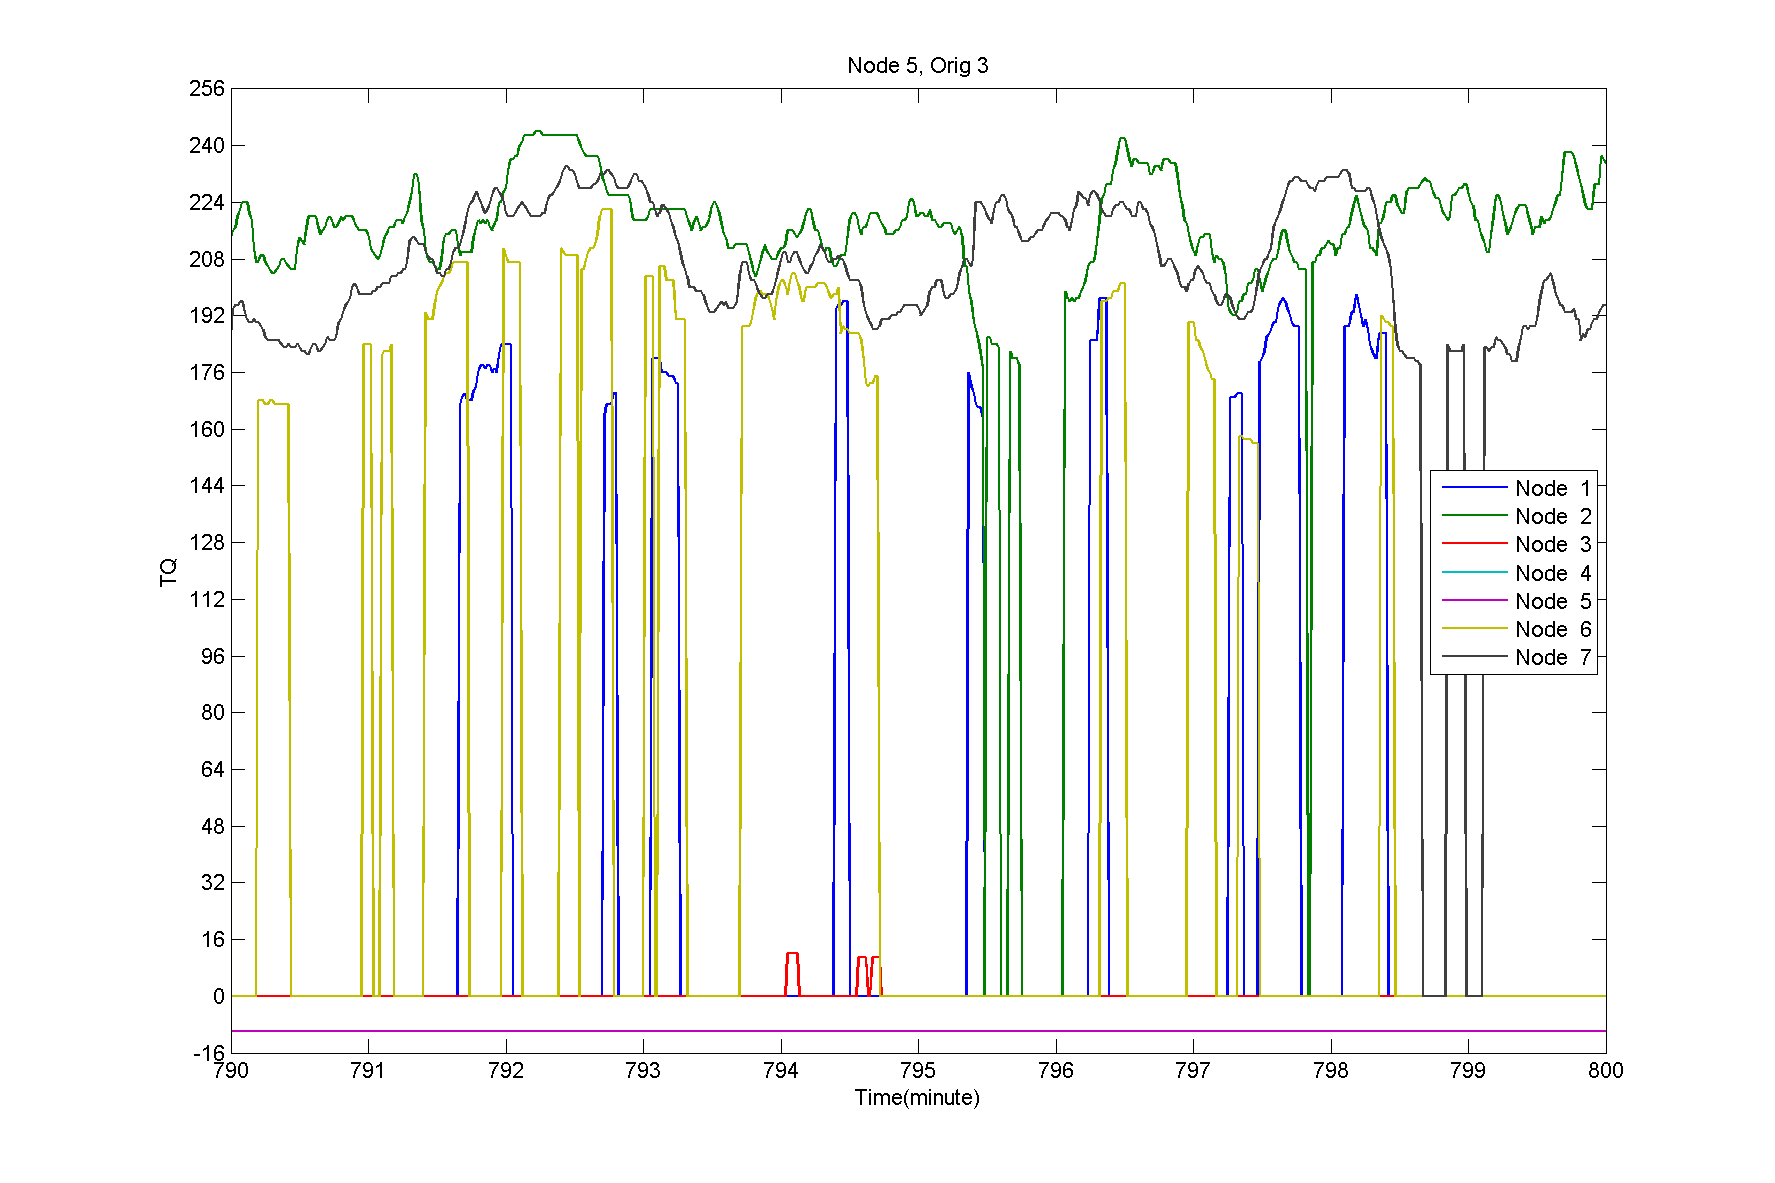 Node 5, Orig 3
256
240
224
208
192
176
160
144
128
112
96
80
64
48
32
16
0
-16
TQ
Node 1
Node 2
Node 3
Node 4
Node 5
Node 6
Node 7
790 791 792 793 794 795 796 797 798 799 800
Time(minute)